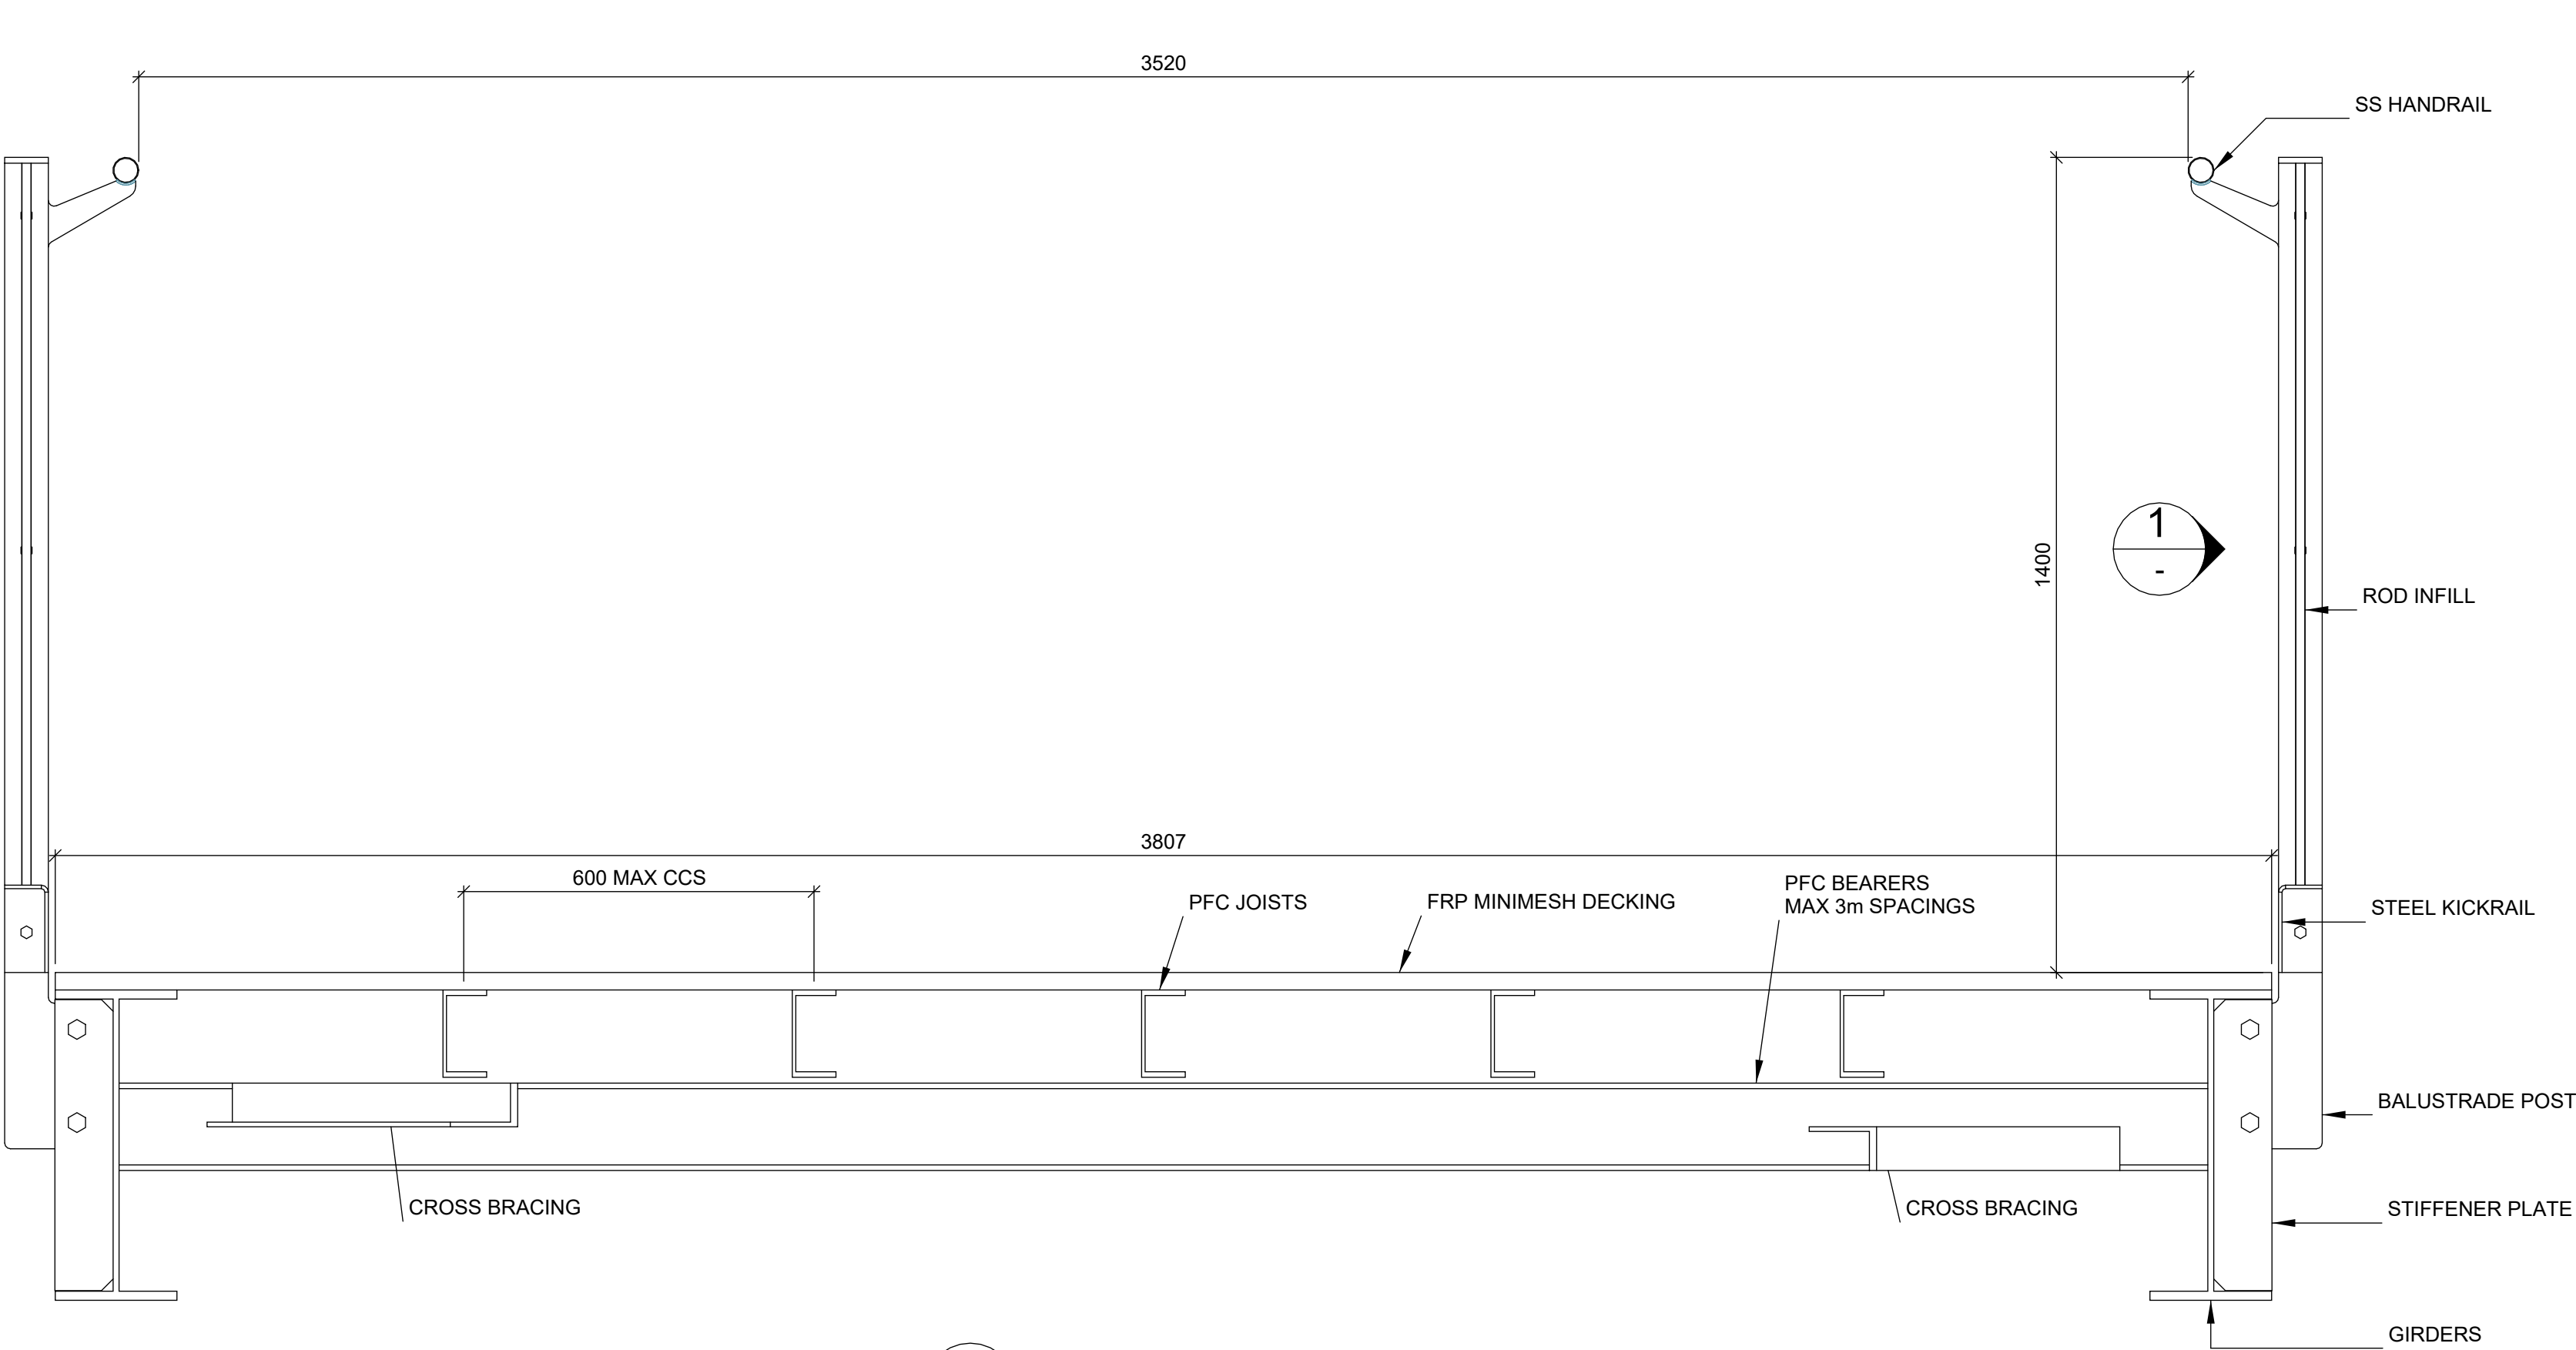 3520
SS HANDRAIL
1
-
1400
ROD INFILL
3807
600 MAX CCS
PFC JOISTS
FRP MINIMESH DECKING
PFC BEARERS
MAX 3m SPACINGS
STEEL KICKRAIL
BALUSTRADE POST
CROSS BRACING
CROSS BRACING
STIFFENER PLATE
GIRDERS